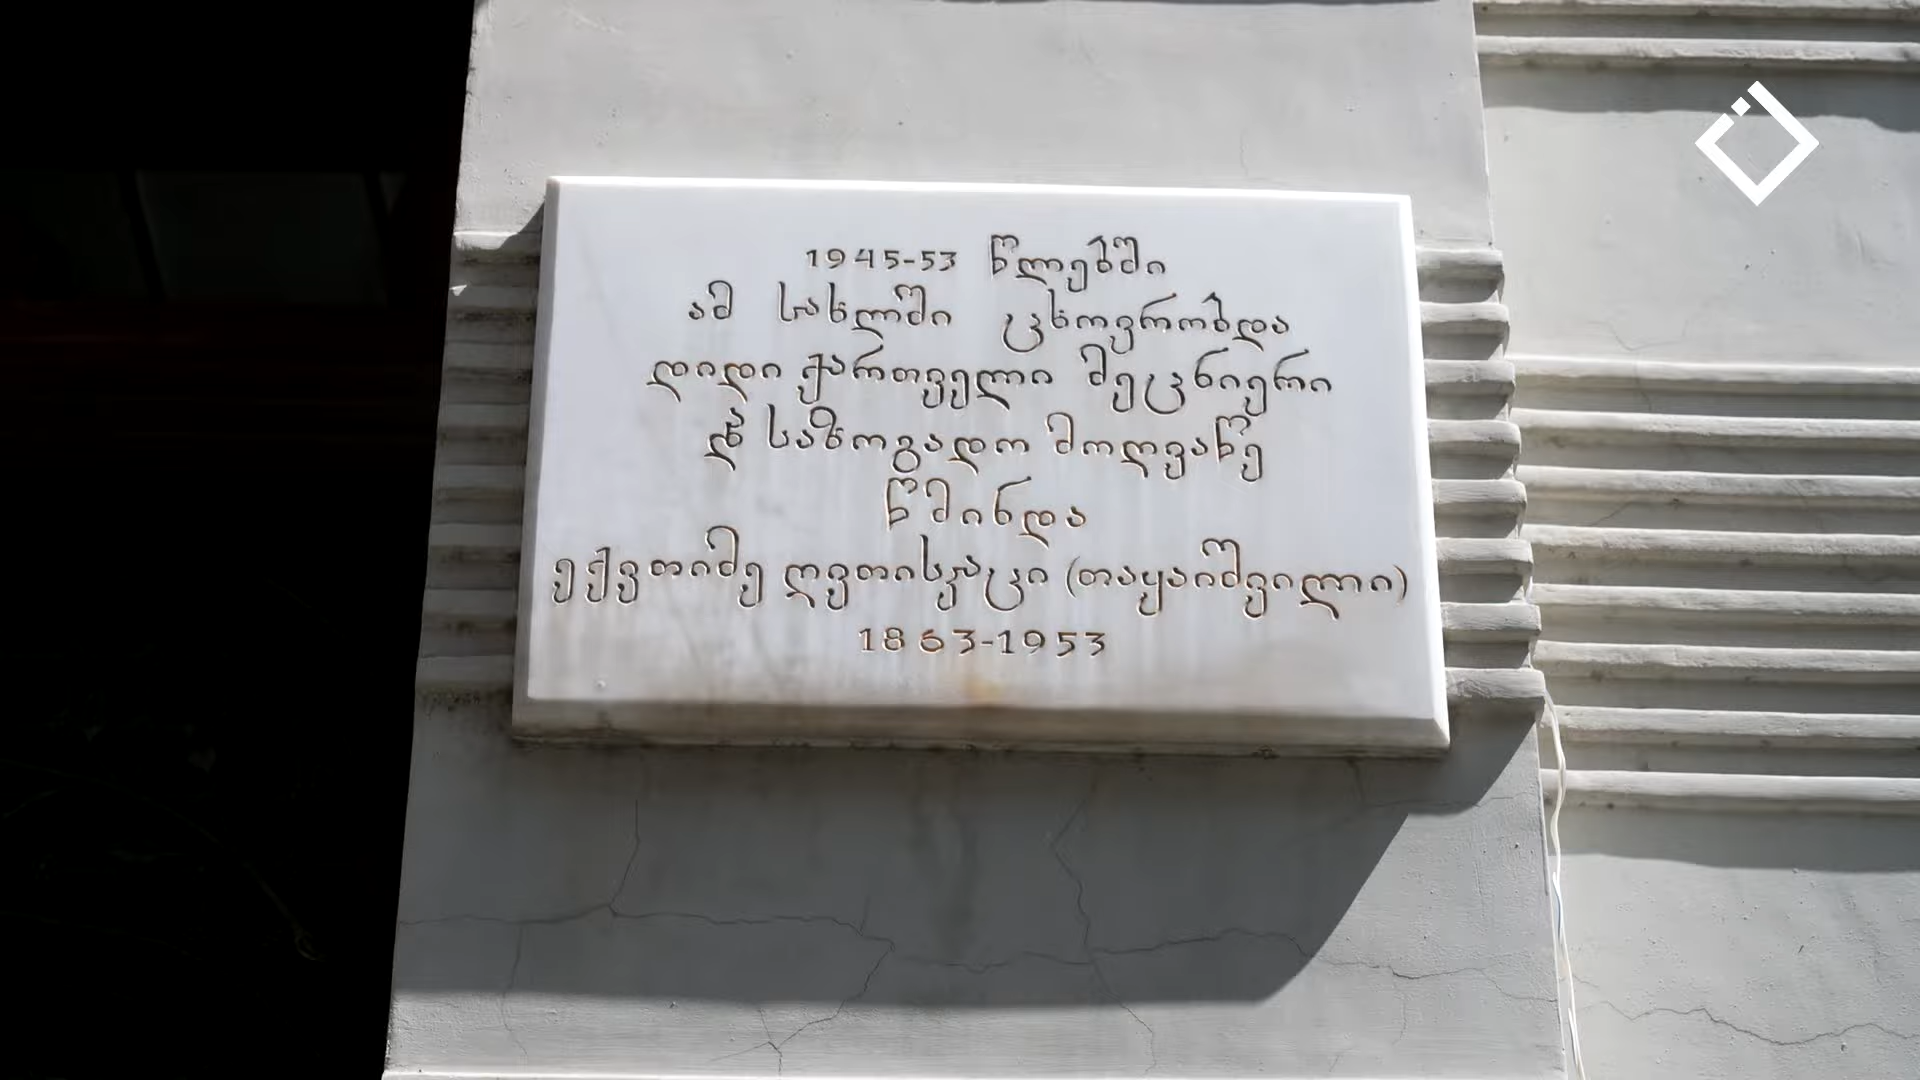 1945-53 წლებში
ამ სახლში ცხოვრობდა
დიდი ქართველი მეცნიერი
და საზოგადო მოღვაწე
წმინდა
ექვთიმე ღვთისკაცი (თაყაიშვილი)
1863-1953